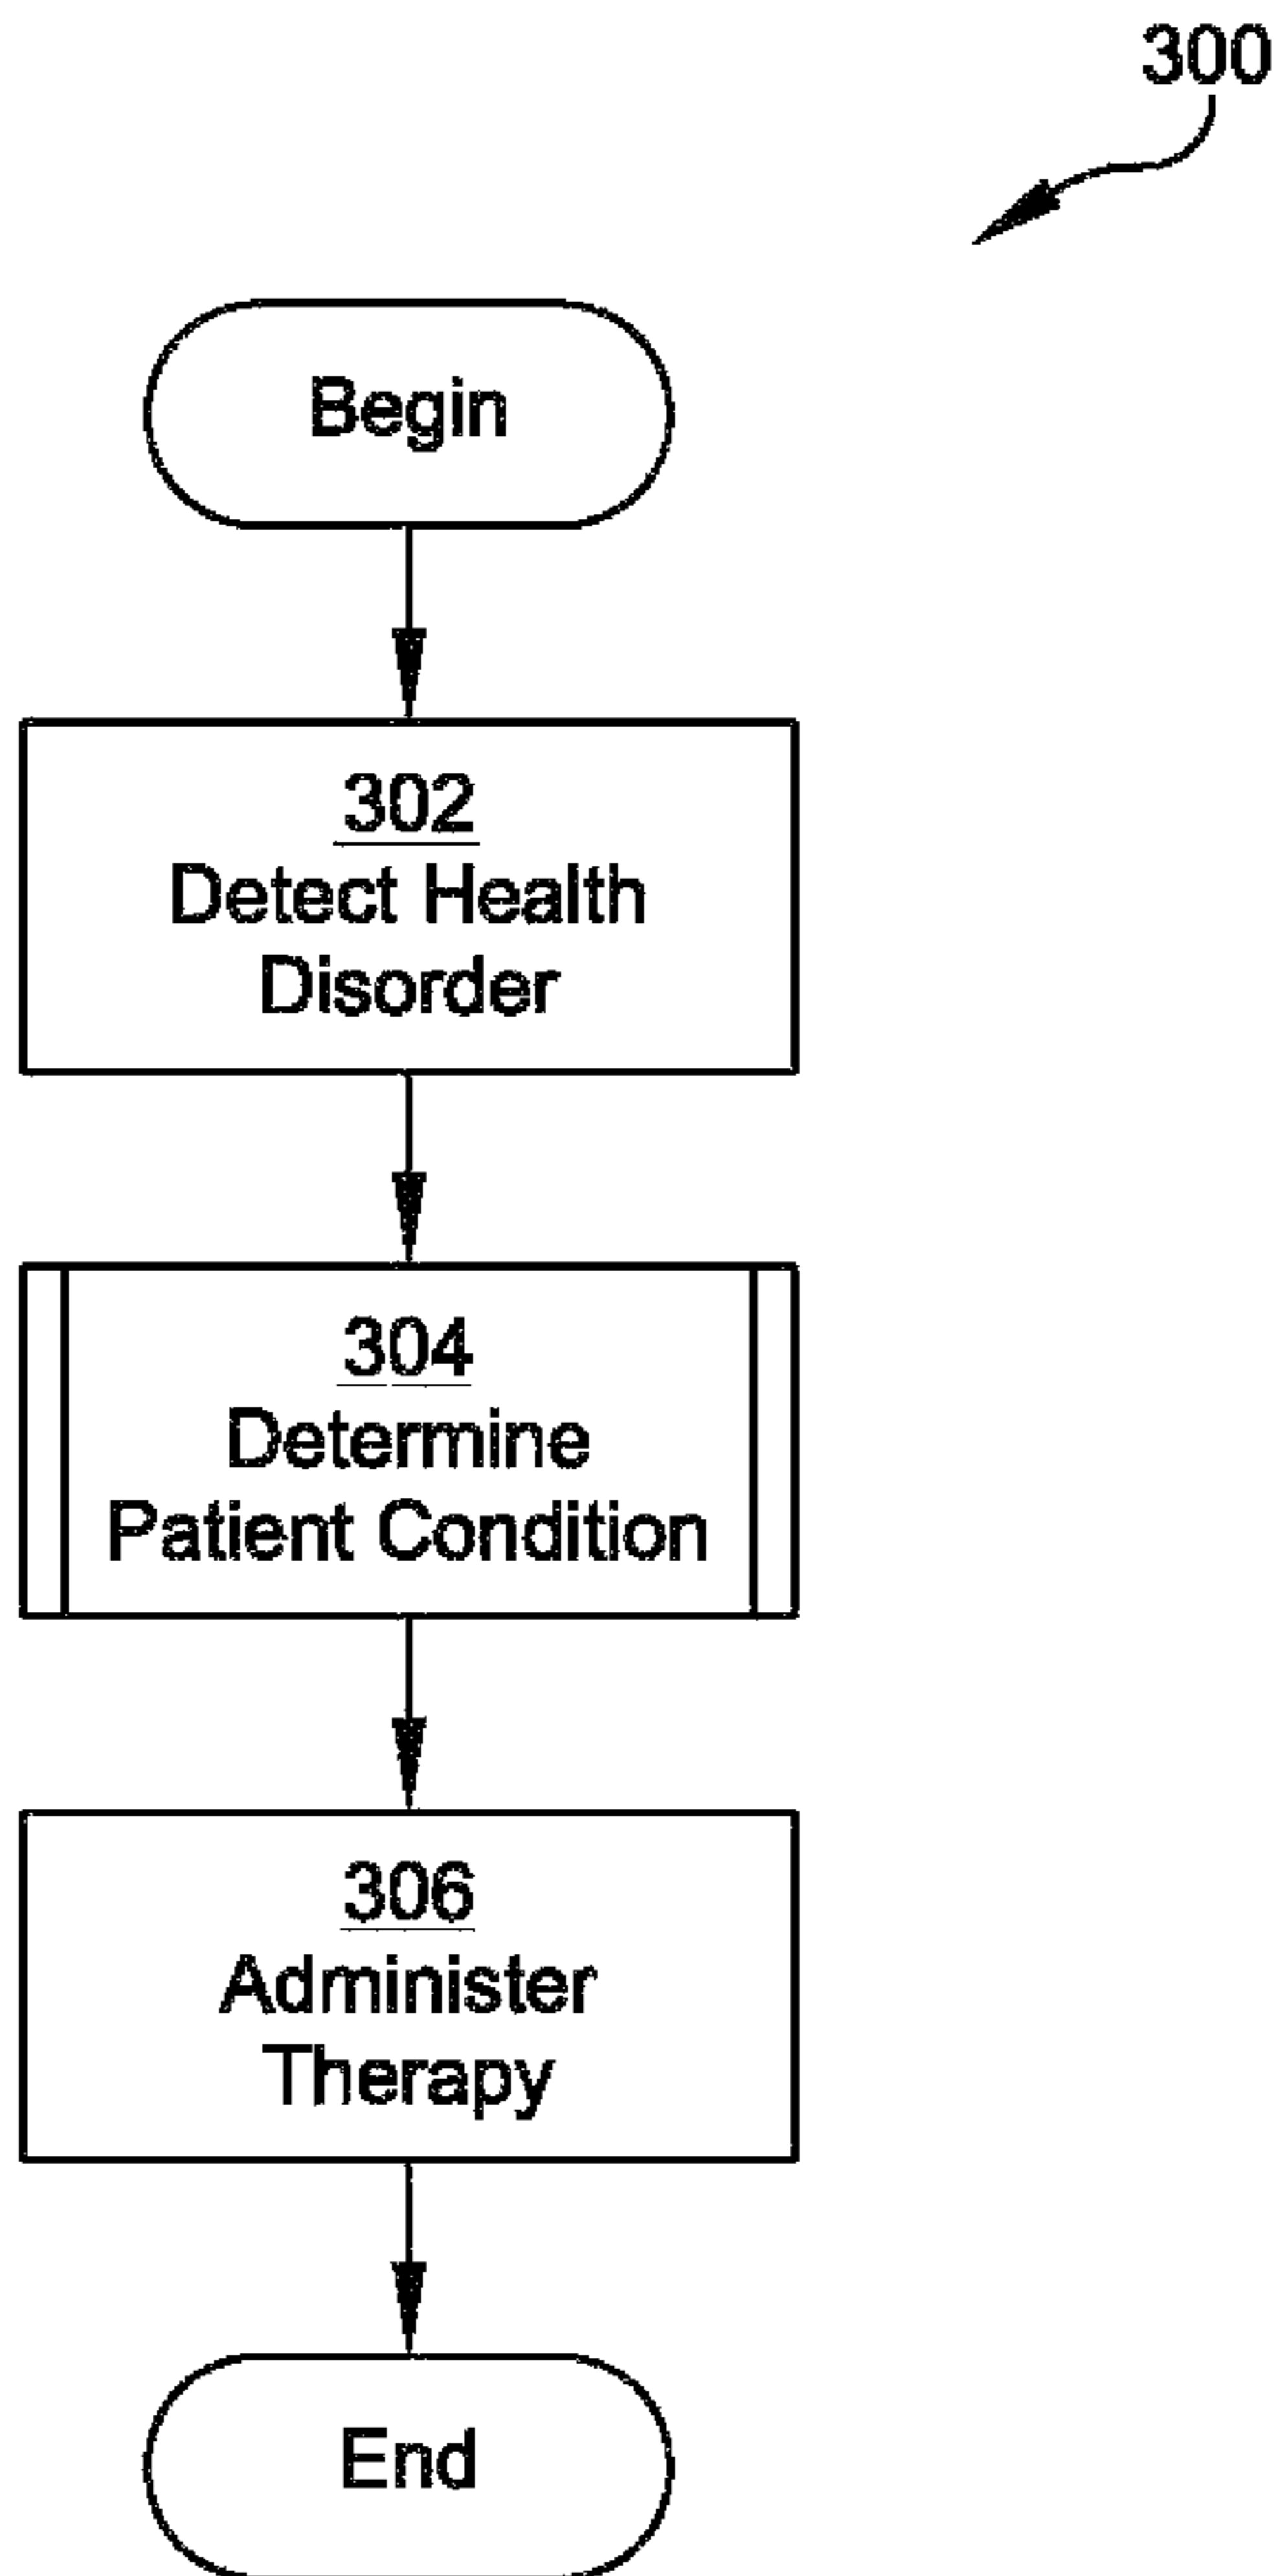 300
Begin
302
Detect Health
Disorder
304
Determine
Patient Condition
306
Administer
Therapy
End